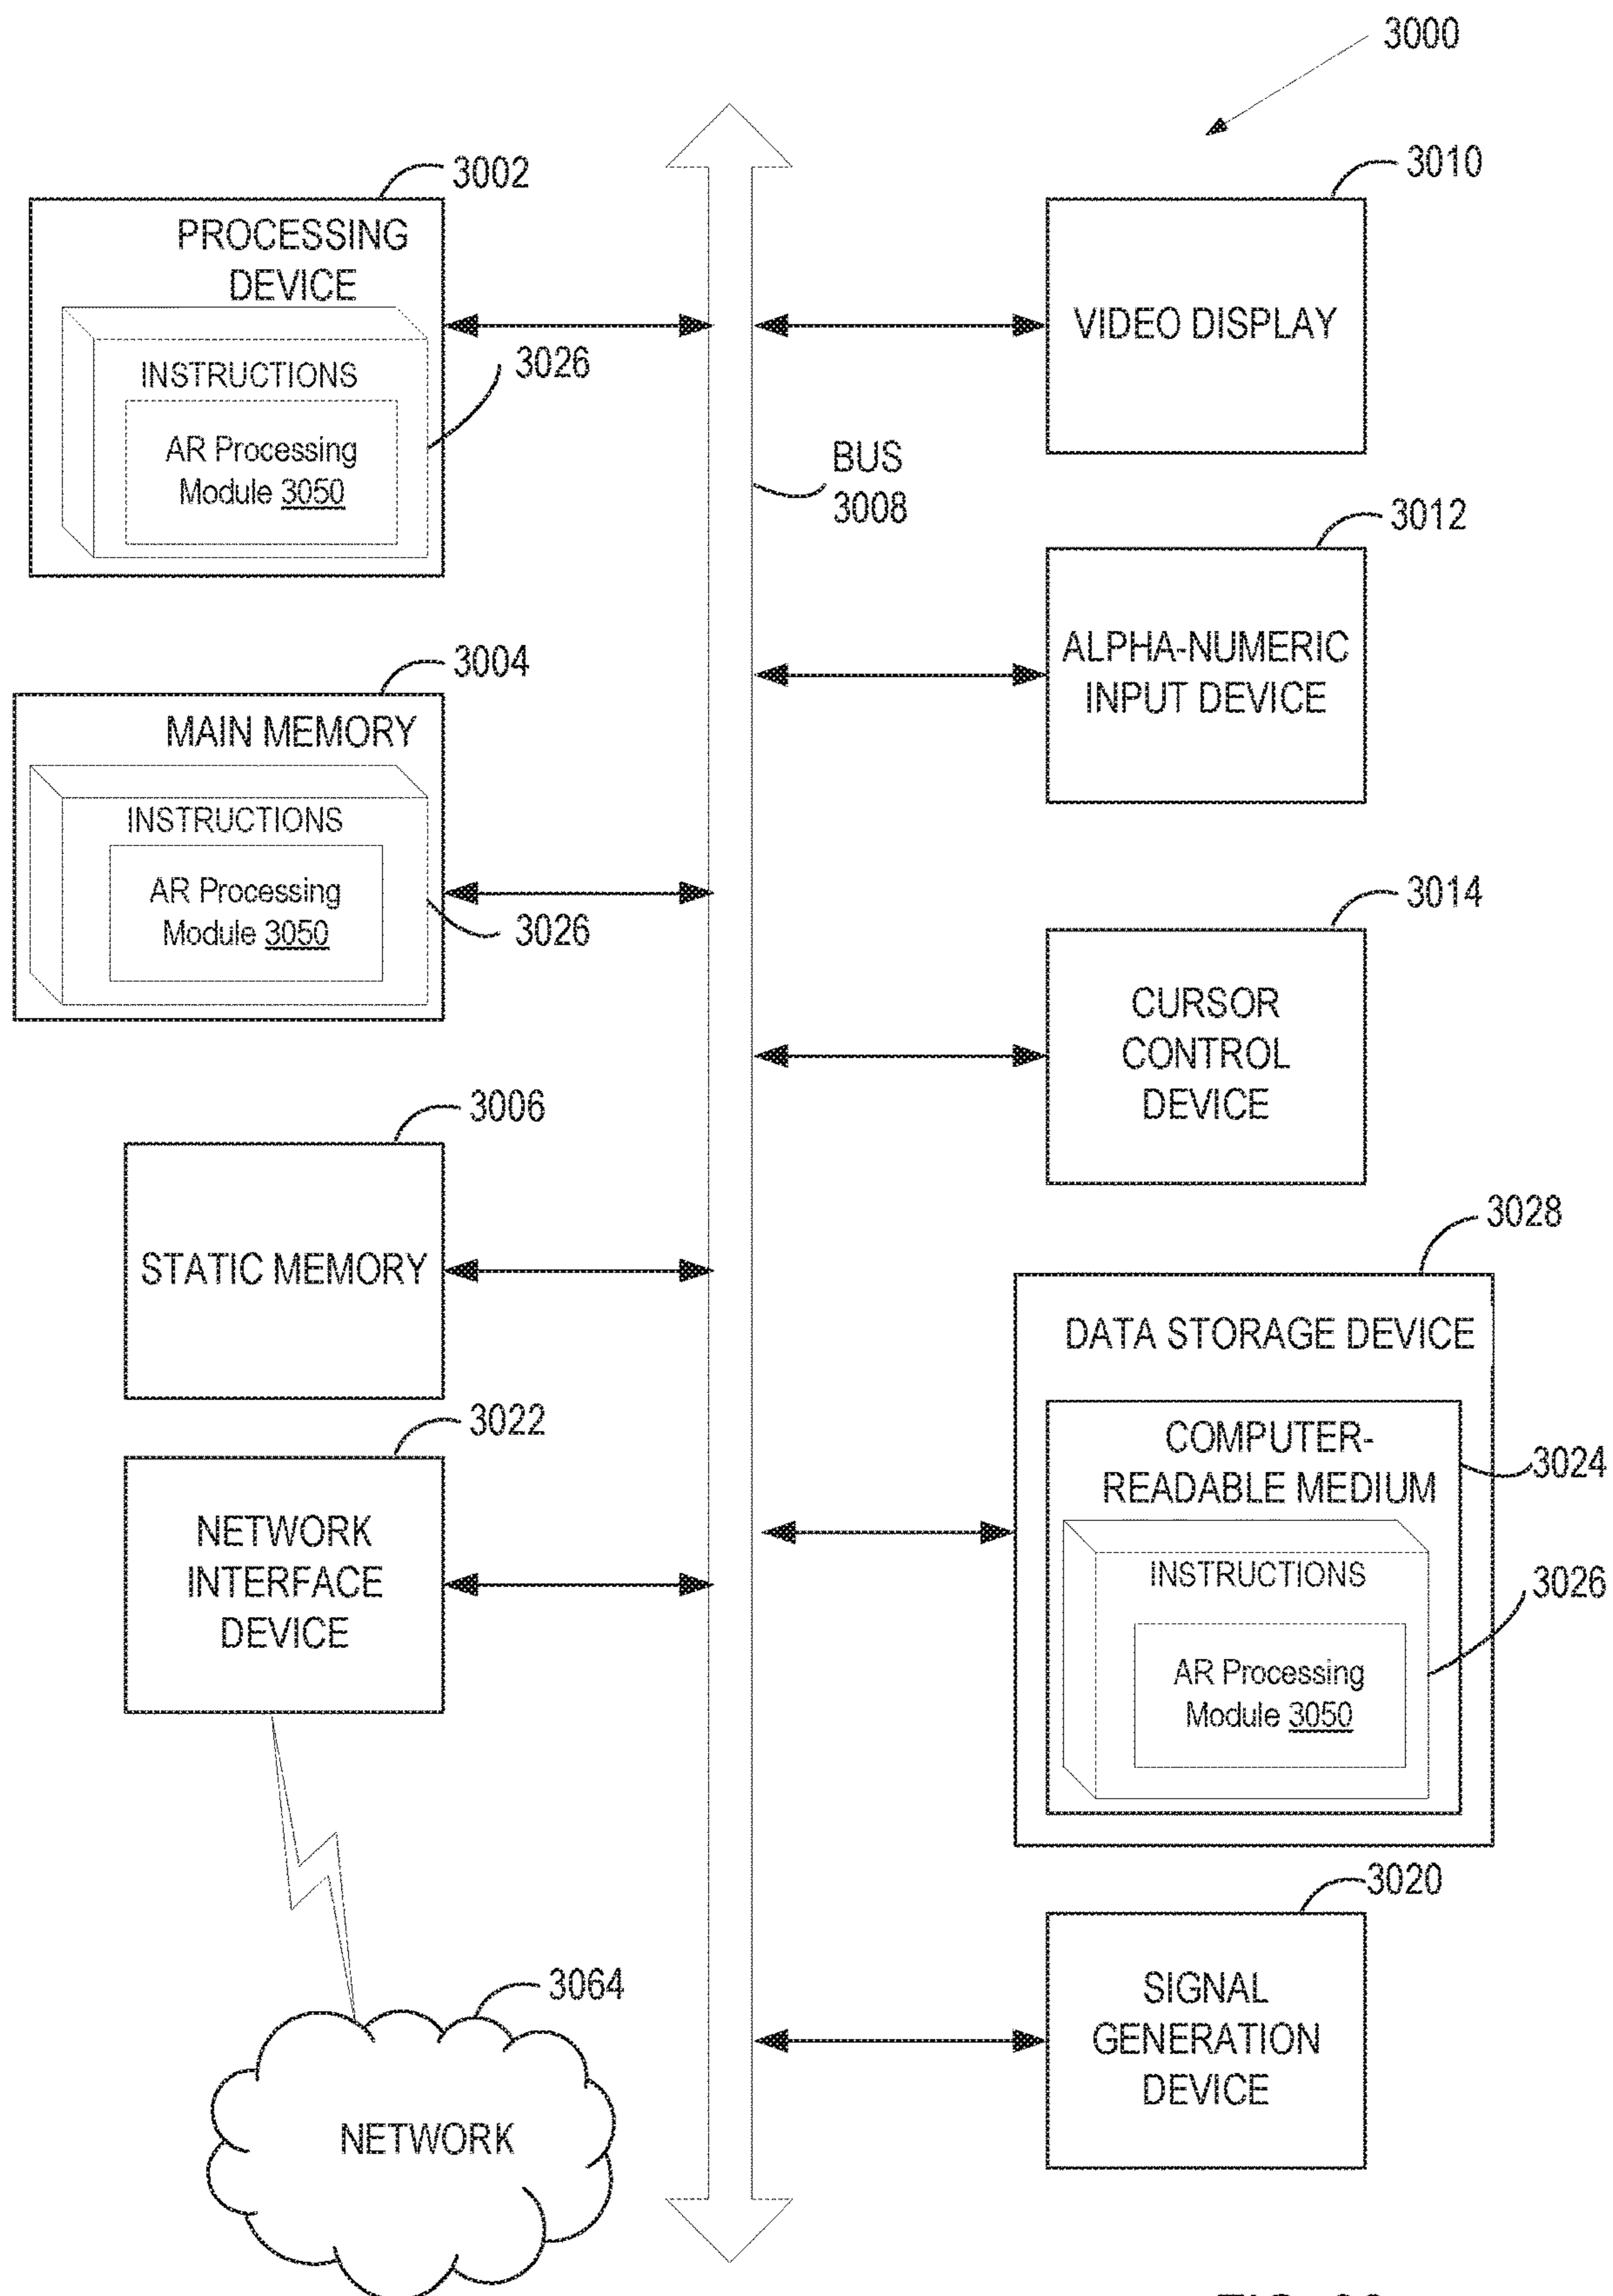 3000
3002
PROCESSING
DEVICE
INSTRUCTIONS
3026
AR Processing
Module 3050
3010
VIDEO DISPLAY
BUS
3008
3012
ALPHA-NUMERIC
INPUT DEVICE
3004
MAIN MEMORY
INSTRUCTIONS
AR Processing
Module 3050
3026
3014
CURSOR
CONTROL
DEVICE
3006
STATIC MEMORY
3028
DATA STORAGE DEVICE
COMPUTER-
READABLE MEDIUM
3024
INSTRUCTIONS
3026
AR Processing
Module 3050
3022
NETWORK
INTERFACE
DEVICE
3020
SIGNAL
GENERATION
DEVICE
3064
NETWORK